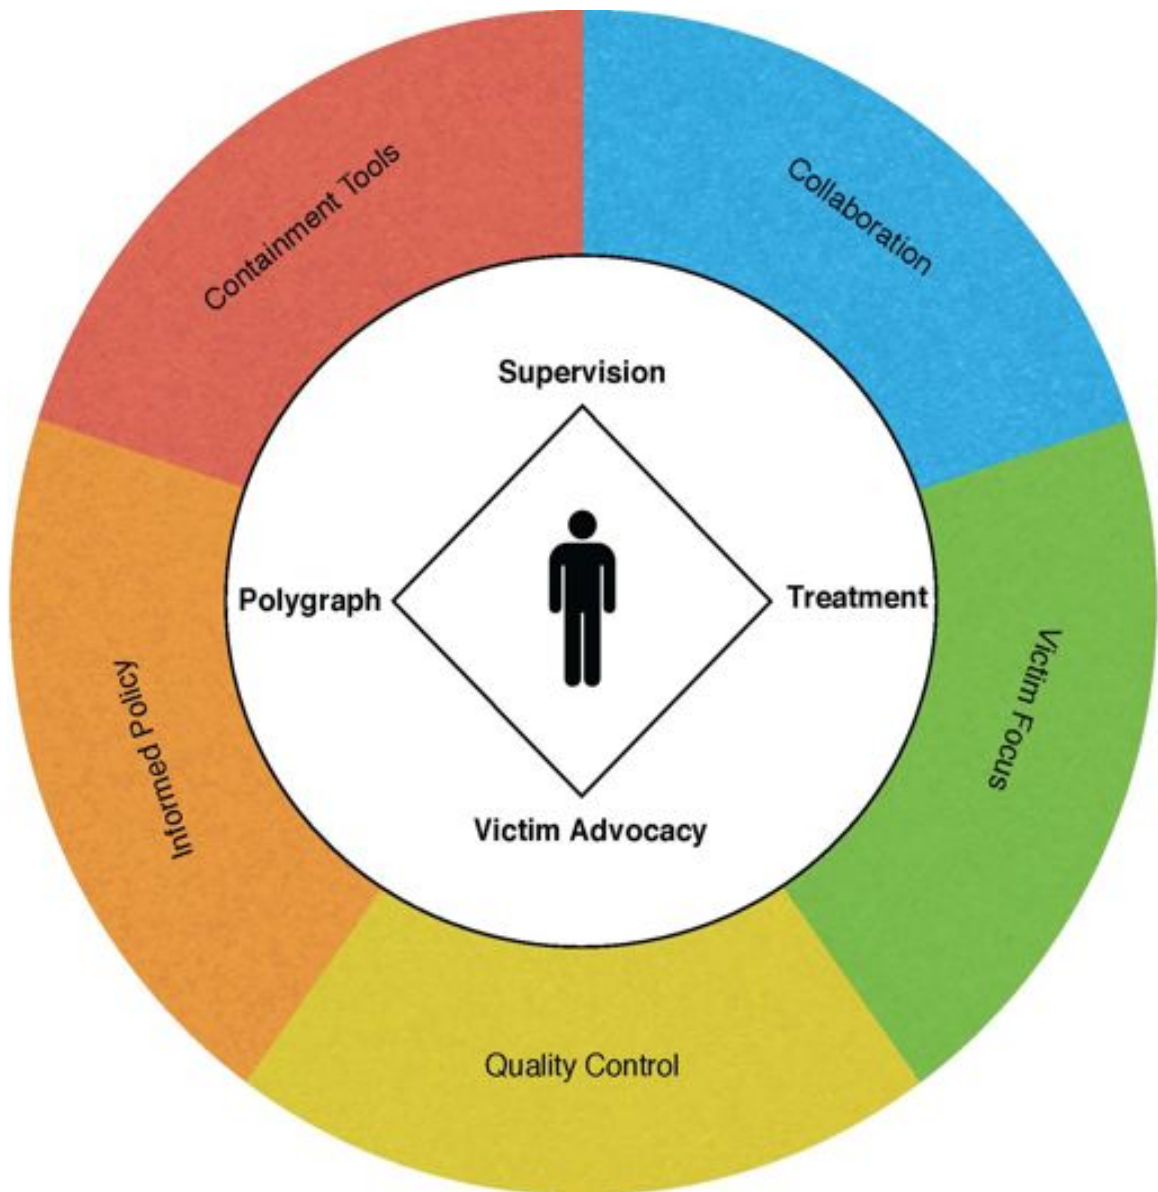 Containment Tools
Collaboration
Supervision
Polygraph
Treatment
Victim Focus
Informed Policy
Victim Advocacy
Quality Control